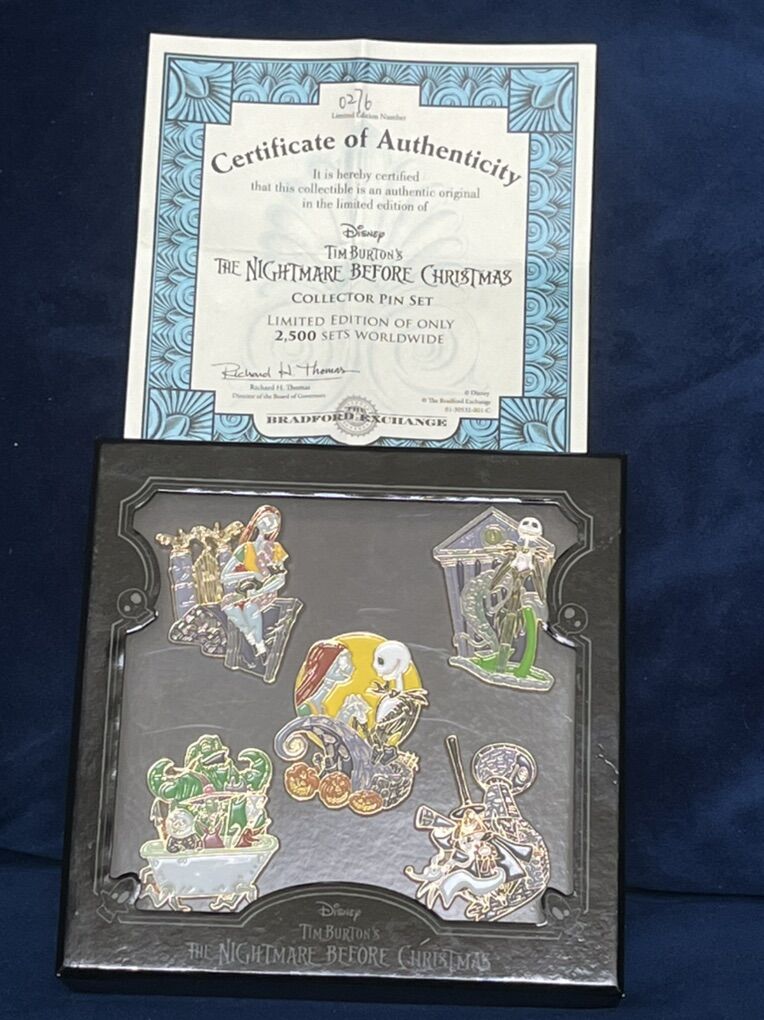 0276
Limited Edition Number
Certificate of Authenticity
It is hereby certified
that this collectible is an authentic original
in the limited edition of
Disney
TIM BURTON'S
THE NIGHTMARE BEFORE CHRISTMAS
COLLECTOR PIN SET
LIMITED EDITION OF ONLY
2,500 SETS WORLDWIDE
Richard H. Thomas
Richard H. Thomas
Director of the Board of Governors
© Disney
© The Bradford Exchange
01-30532-001-C
THE
BRADFORD EXCHANGE
Disney
TIM BURTON'S
THE NIGHTMARE BEFORE CHRISTMAS